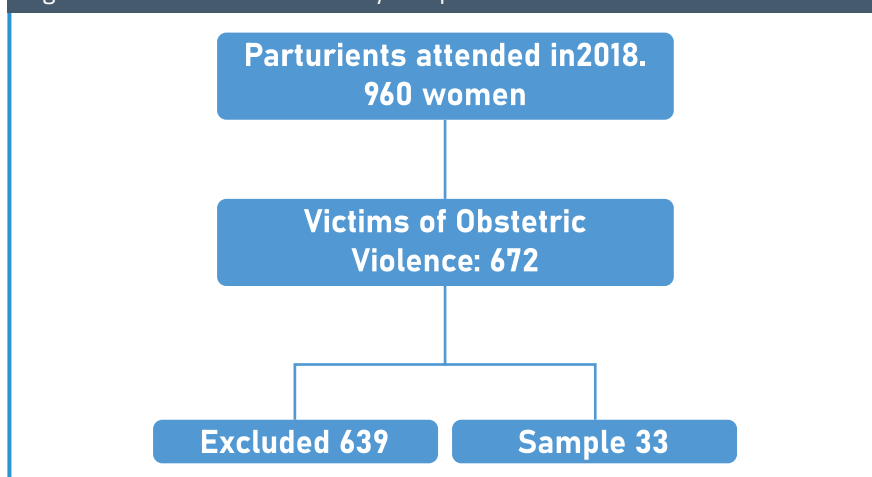 Parturients attended in2018.
960 women
Victims of Obstetric
Violence: 672
Excluded 639
Sample 33